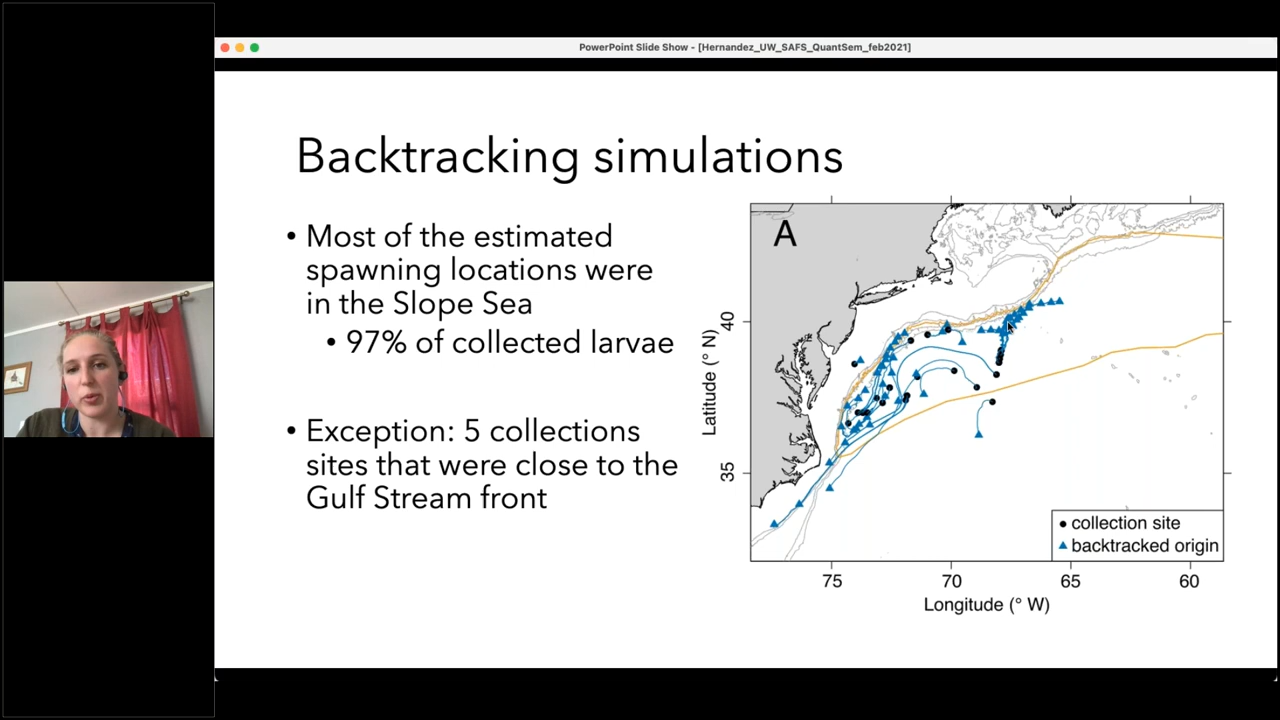 PowerPoint Slide Show - [Hernandez_UW_SAFS_QuantSem_feb2021]
Backtracking simulations
• Most of the estimated
spawning locations were
in the Slope Sea
• 97% of collected larvae
• Exception: 5 collections
sites that were close to the
Gulf Stream front
A
Latitude (° N)
40
35
collection site
backtracked origin
75
70
65
60
Longitude (° W)